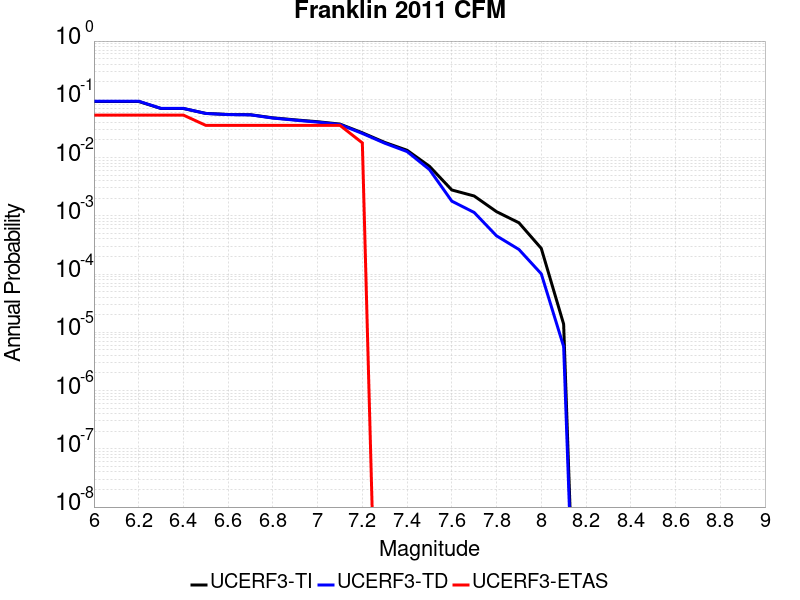 Franklin 2011 CFM
10^0
10^-1
10^-2
10^-3
10^-4
10^-5
10^-6
10^-7
10^-8
Annual Probability
6 6.2 6.4 6.6 6.8 7 7.2 7.4 7.6 7.8 8 8.2 8.4 8.6 8.8 9
Magnitude
UCERF3-TI UCERF3-TD UCERF3-ETAS